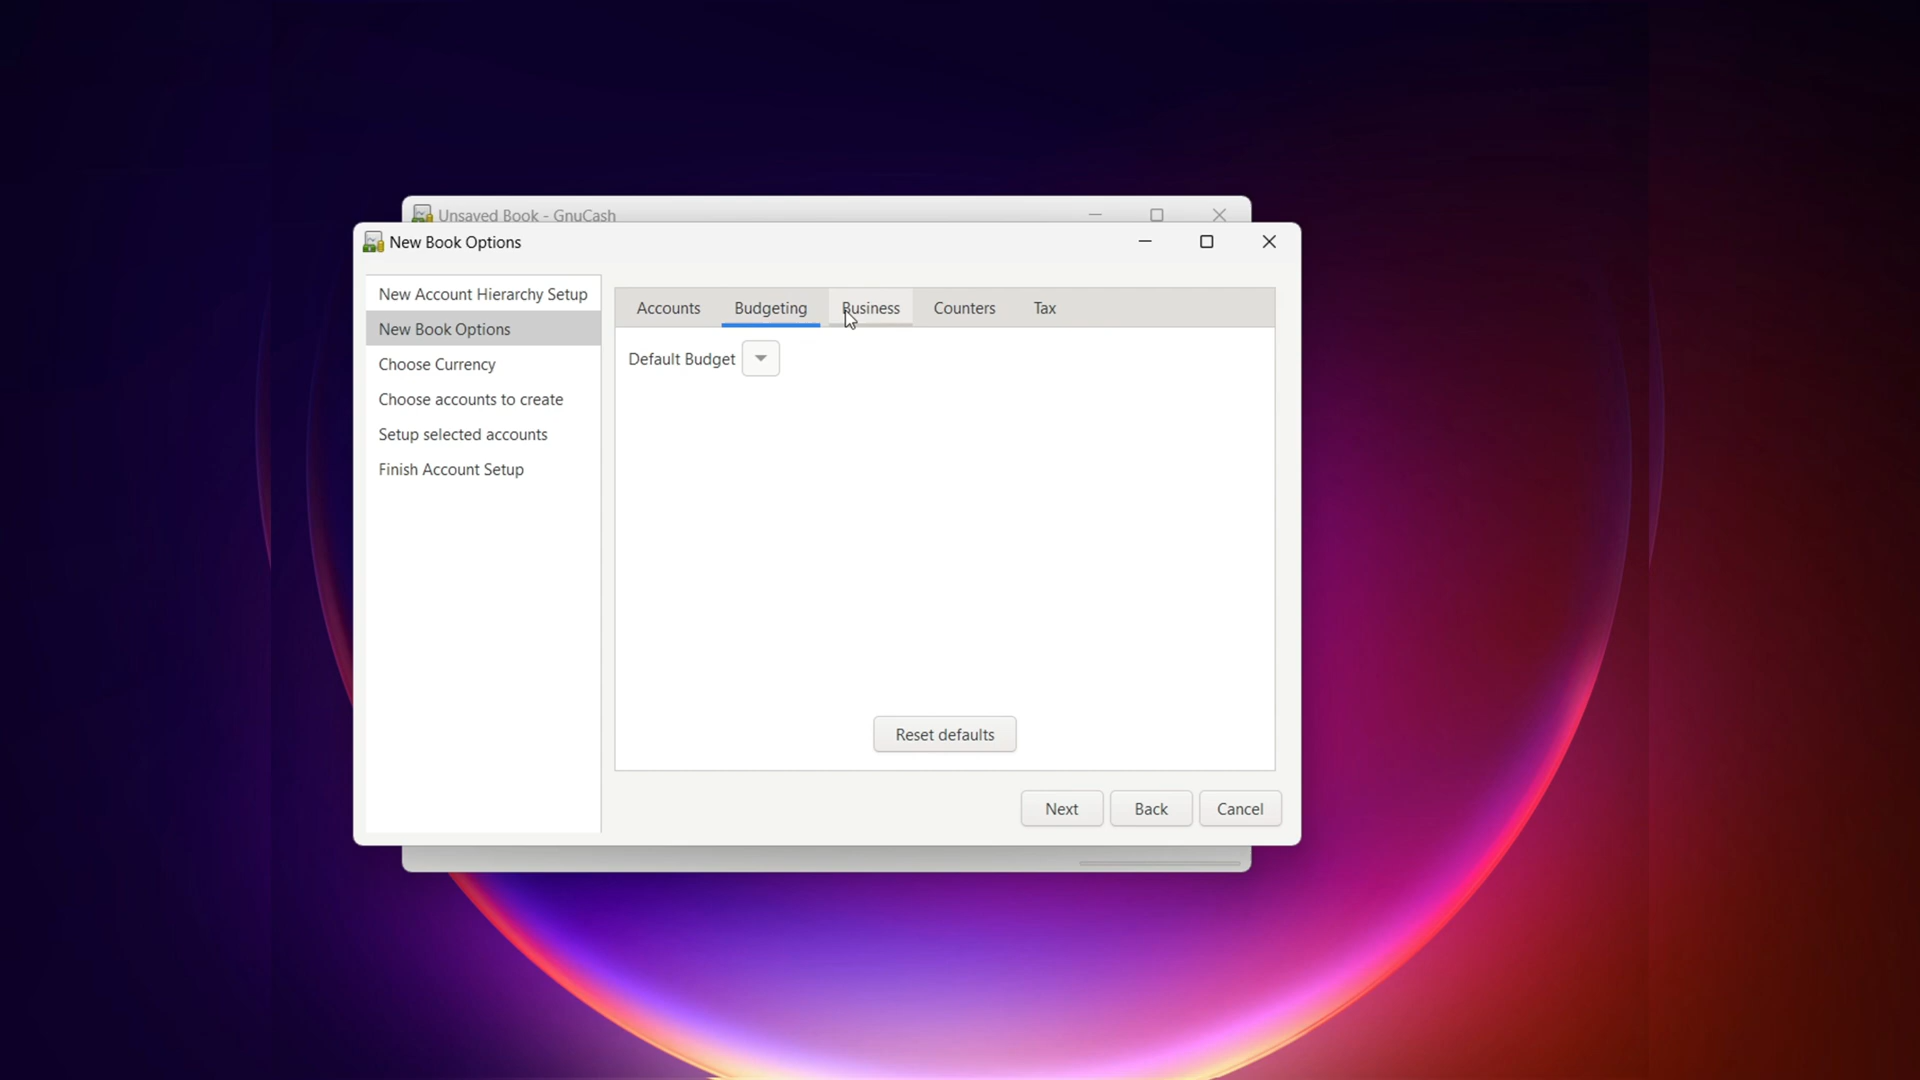 Unsaved Book - GnuCash
New Book Options
New Account Hierarchy Setup
New Book Options
Choose Currency
Choose accounts to create
Setup selected accounts
Finish Account Setup
Accounts Budgeting Business Counters Tax
Default Budget
Reset defaults
Next Back Cancel